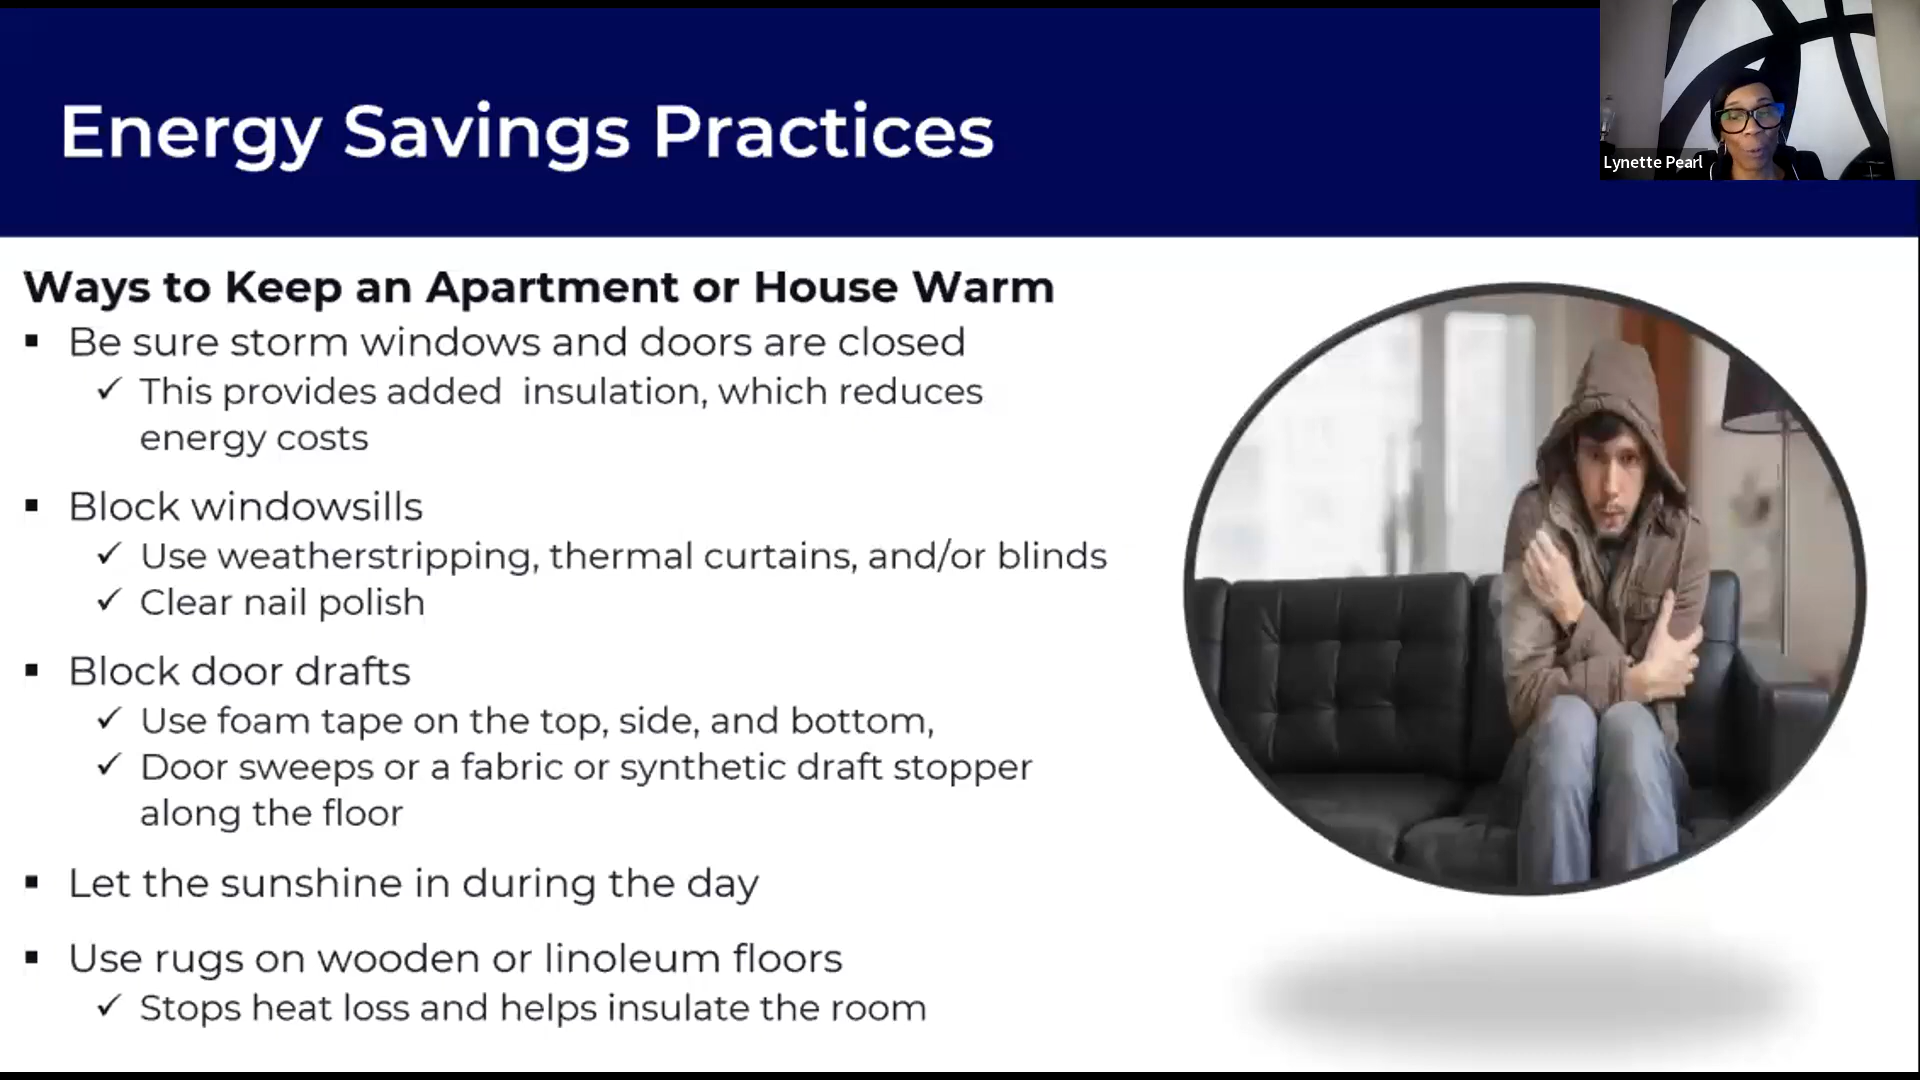 Energy Savings Practices
Lynette Pearl
Ways to Keep an Apartment or House Warm
▪ Be sure storm windows and doors are closed
✓ This provides added insulation, which reduces
energy costs
▪ Block windowsills
✓ Use weatherstripping, thermal curtains, and/or blinds
✓ Clear nail polish
▪ Block door drafts
✓ Use foam tape on the top, side, and bottom,
✓ Door sweeps or a fabric or synthetic draft stopper
along the floor
▪ Let the sunshine in during the day
▪ Use rugs on wooden or linoleum floors
✓ Stops heat loss and helps insulate the room